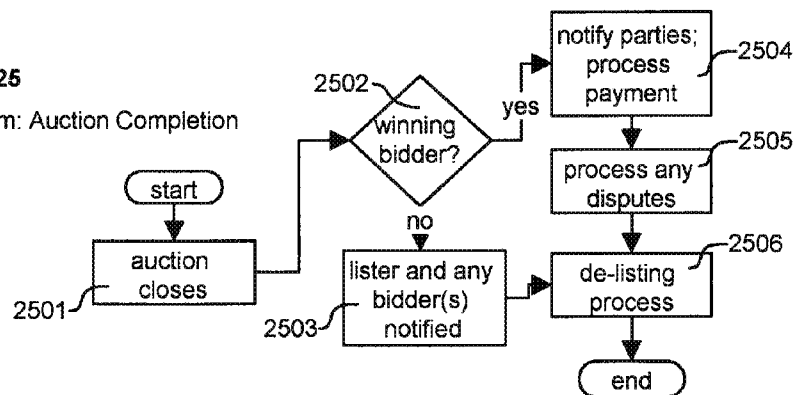 25
m: Auction Completion
start
auction
closes
2501
2502
winning
bidder?
yes
no
lister and any
bidder(s)
notified
2503
notify parties;
process
payment
2504
process any
disputes
2505
de-listing
process
2506
end